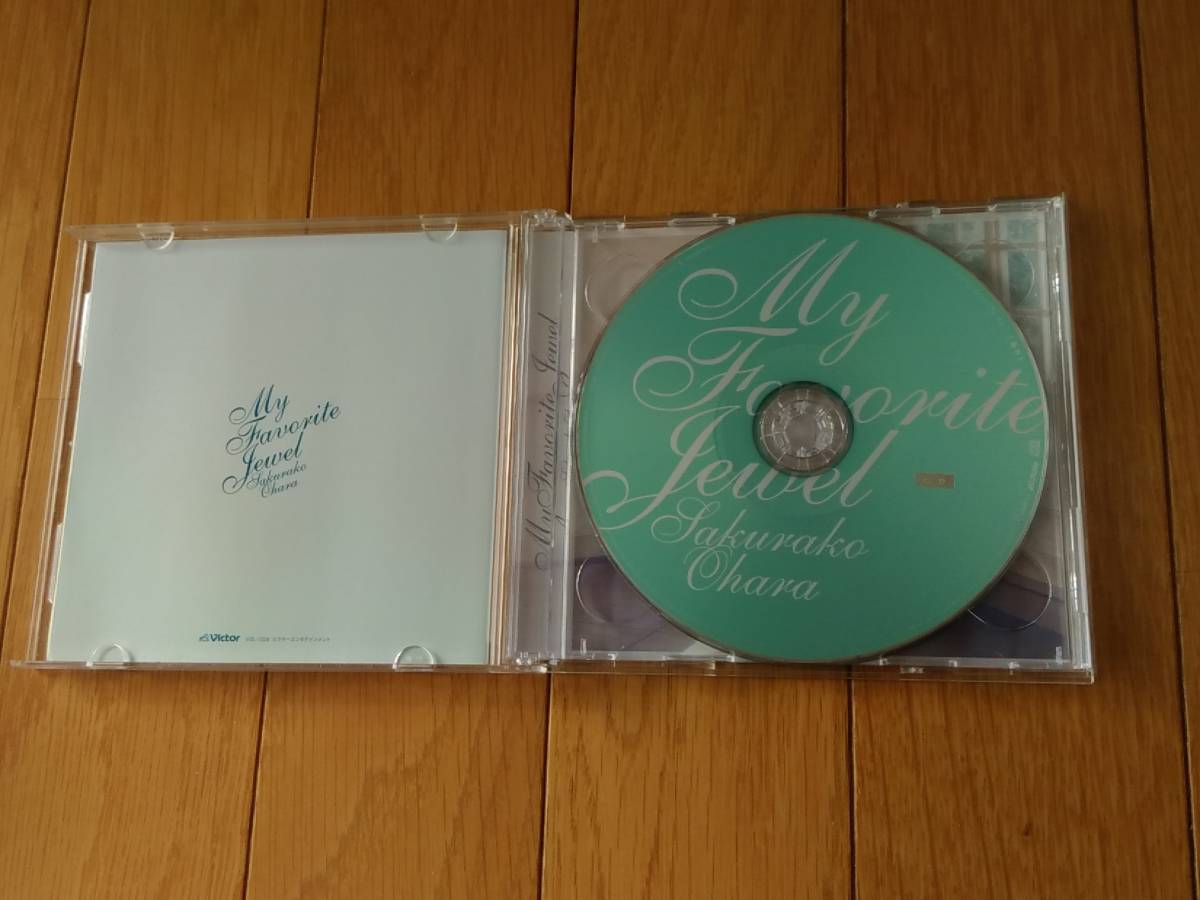 My
Favorite
Jewel
Sakurako
Ohara
Victor
ビクターエンタテインメント
My Favorite Jewel
My
Favorite
Jewel
Sakurako
Ohara